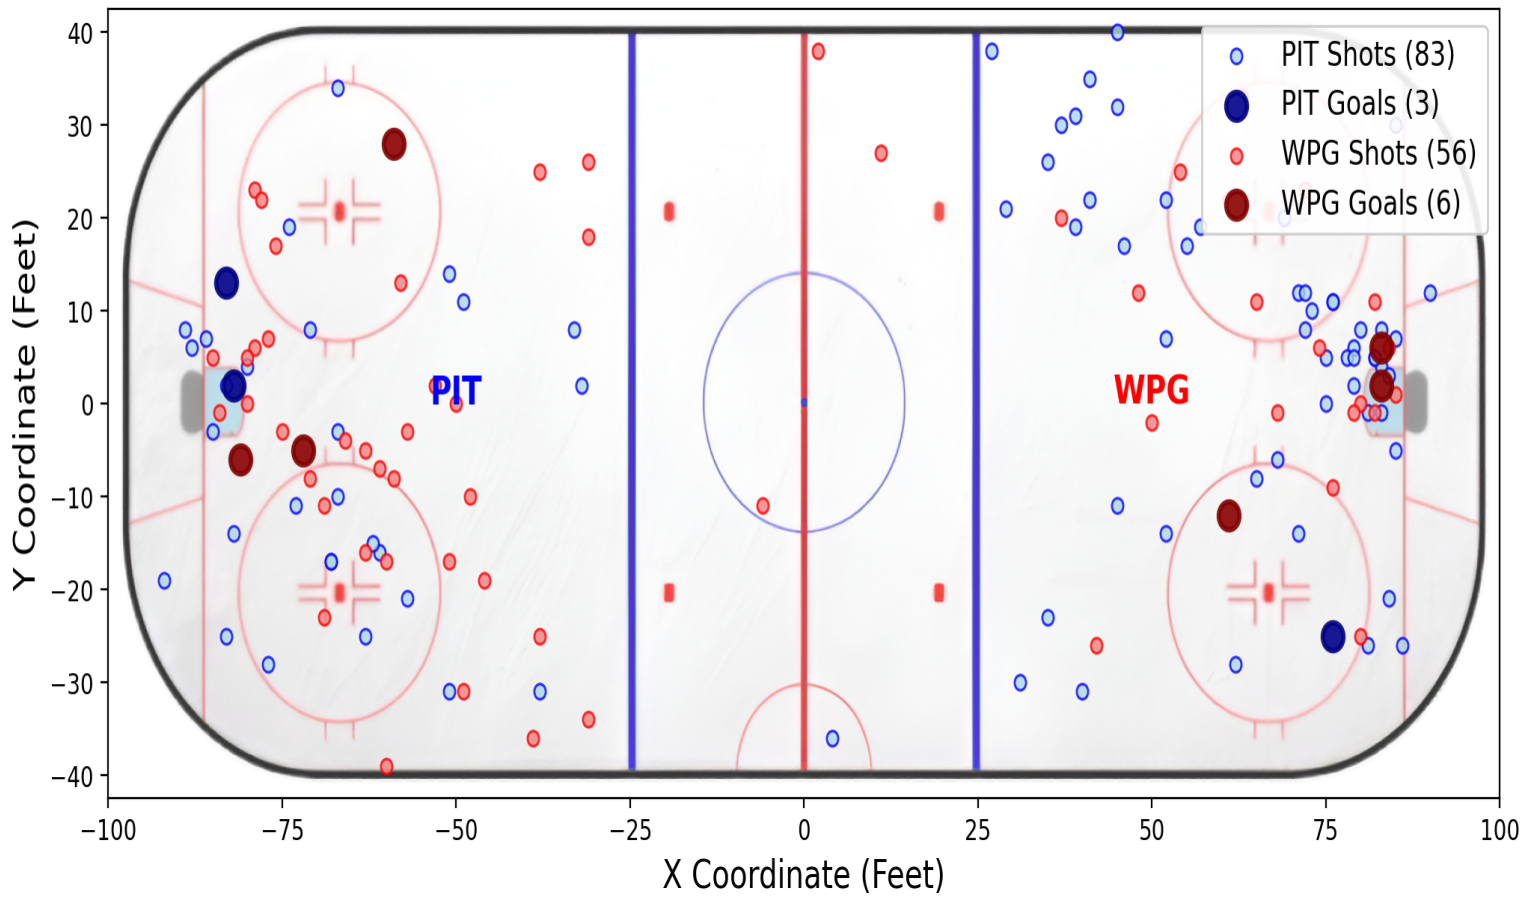 40
30
20
10
0
−10
−20
−30
−40
Y Coordinate (Feet)
PIT Shots (83)
PIT Goals (3)
WPG Shots (56)
WPG Goals (6)
PIT
WPG
−100 −75 −50 −25 0 25 50 75 100
X Coordinate (Feet)